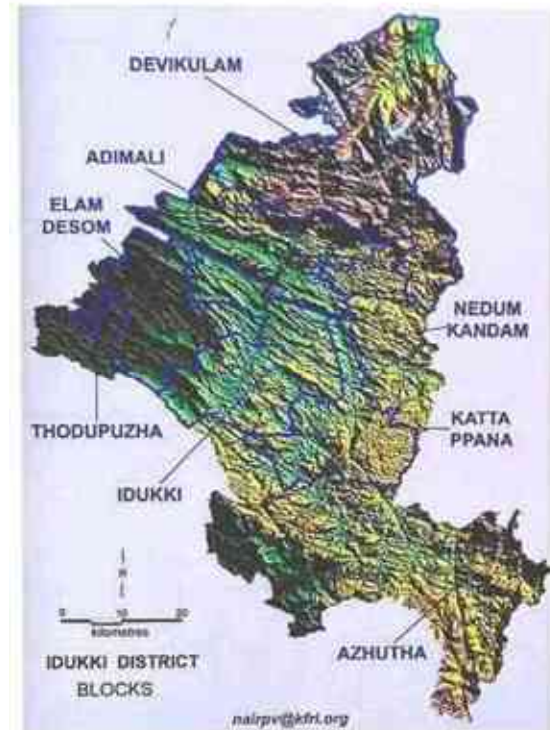 DEVIKULAM
ADIMALI
ELAM
DESOM
NEDUM
KANDAM
KATTA
PPANA
THODUPUZHA
IDUKKI
N
0 10 20
kilometres
AZHUTHA
IDUKKI DISTRICT
BLOCKS
nairpv@kfri.org